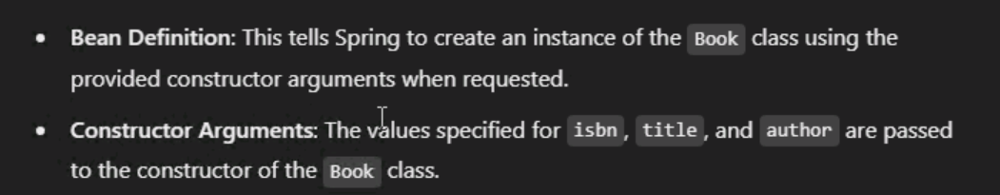 • Bean Definition: This tells Spring to create an instance of the Book class using the
provided constructor arguments when requested.
• Constructor Arguments: The values specified for isbn, title, and author are passed
to the constructor of the Book class.